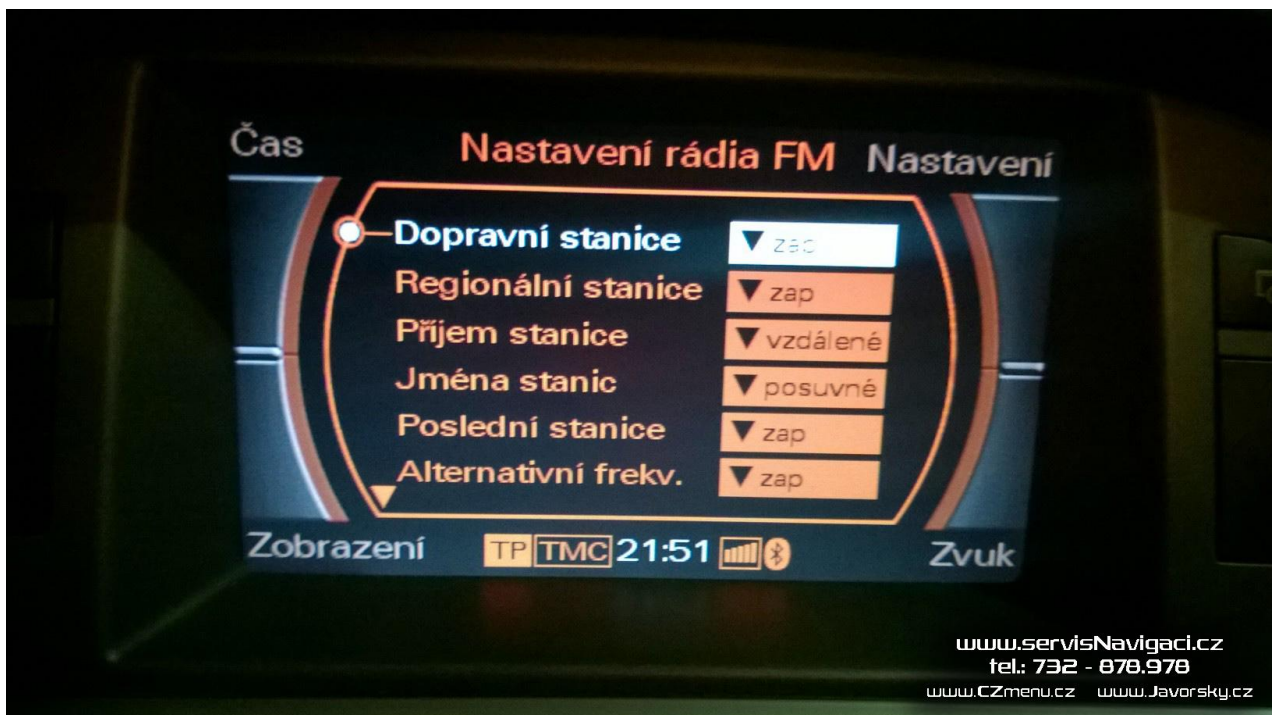 Čas Nastavení rádia FM Nastavení
Dopravní stanice zap
Regionální stanice zap
Příjem stanice vzdálené
Jména stanic posuvné
Poslední stanice zap
Alternativní frekv. zap
Zobrazení TP TMC 21:51 Zvuk
www.servisNavigaci.cz
tel.: 732 - 878.978
www.CZmenu.cz www.Javorsky.cz